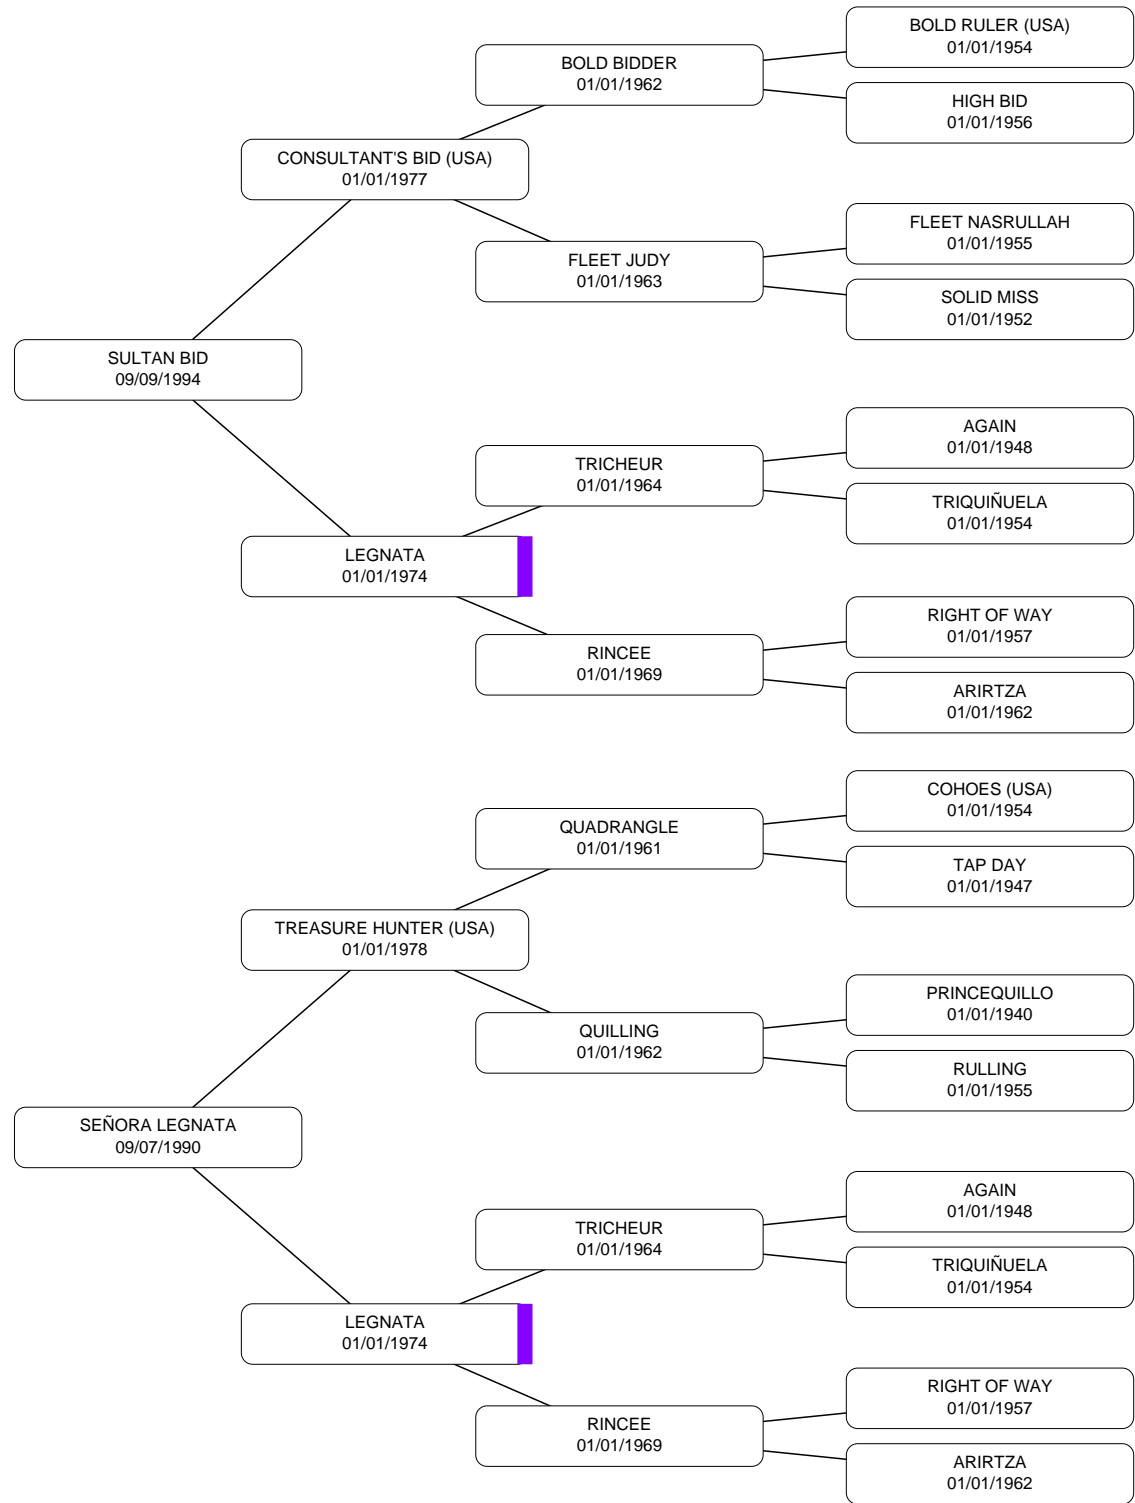 BOLD RULER (USA)
01/01/1954
BOLD BIDDER
01/01/1962
HIGH BID
01/01/1956
CONSULTANT'S BID (USA)
01/01/1977
FLEET NASRULLAH
01/01/1955
FLEET JUDY
01/01/1963
SOLID MISS
01/01/1952
SULTAN BID
09/09/1994
AGAIN
01/01/1948
TRICHEUR
01/01/1964
TRIQUIÑUELA
01/01/1954
LEGNATA
01/01/1974
RIGHT OF WAY
01/01/1957
RINCEE
01/01/1969
ARIRTZA
01/01/1962
COHOES (USA)
01/01/1954
QUADRANGLE
01/01/1961
TAP DAY
01/01/1947
TREASURE HUNTER (USA)
01/01/1978
PRINCEQUILLO
01/01/1940
QUILLING
01/01/1962
RULLING
01/01/1955
SEÑORA LEGNATA
09/07/1990
AGAIN
01/01/1948
TRICHEUR
01/01/1964
TRIQUIÑUELA
01/01/1954
LEGNATA
01/01/1974
RIGHT OF WAY
01/01/1957
RINCEE
01/01/1969
ARIRTZA
01/01/1962